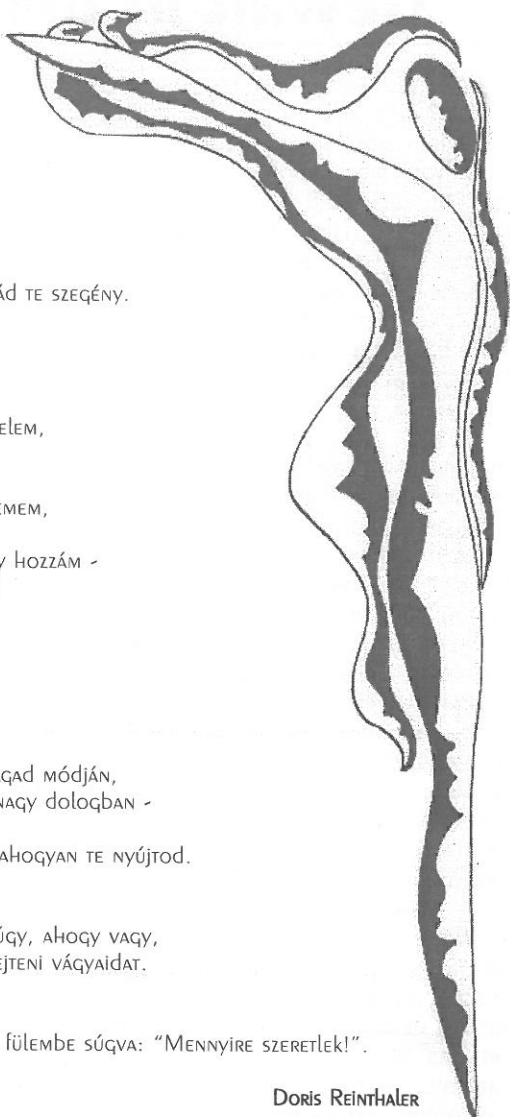 ád te szegény.
elem,
emem,
y hozzám -
gad módján,
nagy dologban -
ahogyan te nyújtod.
úgy, ahogy vagy,
ejteni vágyaidat.
fülembe súgva: “Mennyire szeretlek!”.
Doris Reinthaler